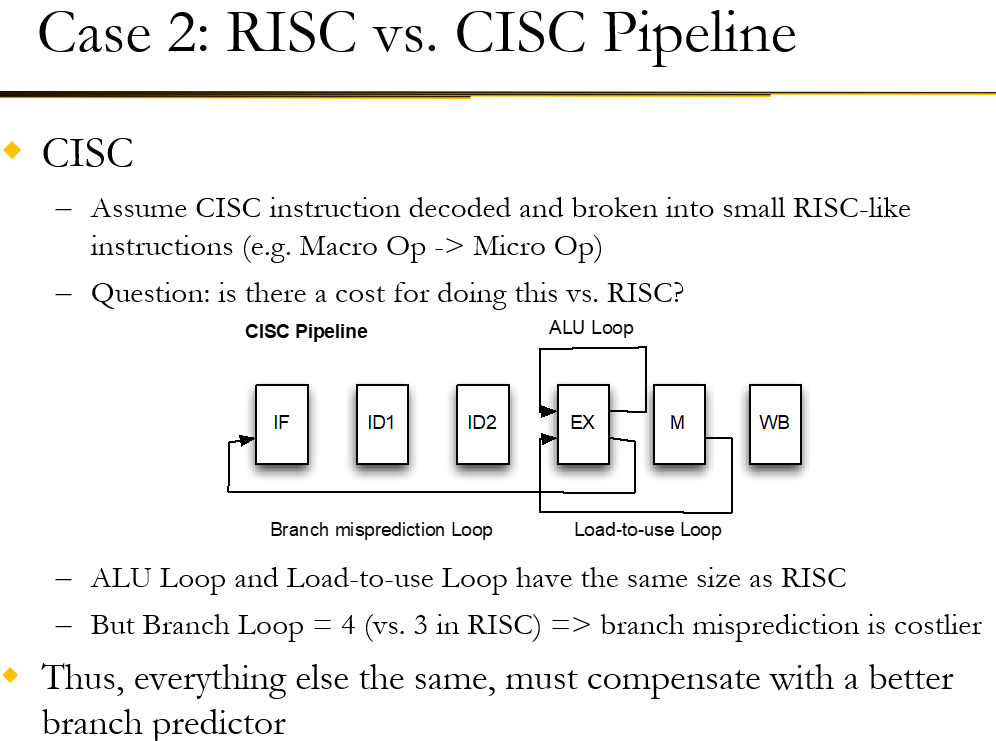 Case 2: RISC vs. CISC Pipeline
CISC
– Assume CISC instruction decoded and broken into small RISC-like
instructions (e.g. Macro Op -> Micro Op)
– Question: is there a cost for doing this vs. RISC?
CISC Pipeline
ALU Loop
IF
ID1
ID2
EX
M
WB
Branch misprediction Loop
Load-to-use Loop
– ALU Loop and Load-to-use Loop have the same size as RISC
– But Branch Loop = 4 (vs. 3 in RISC) => branch misprediction is costlier
Thus, everything else the same, must compensate with a better
branch predictor